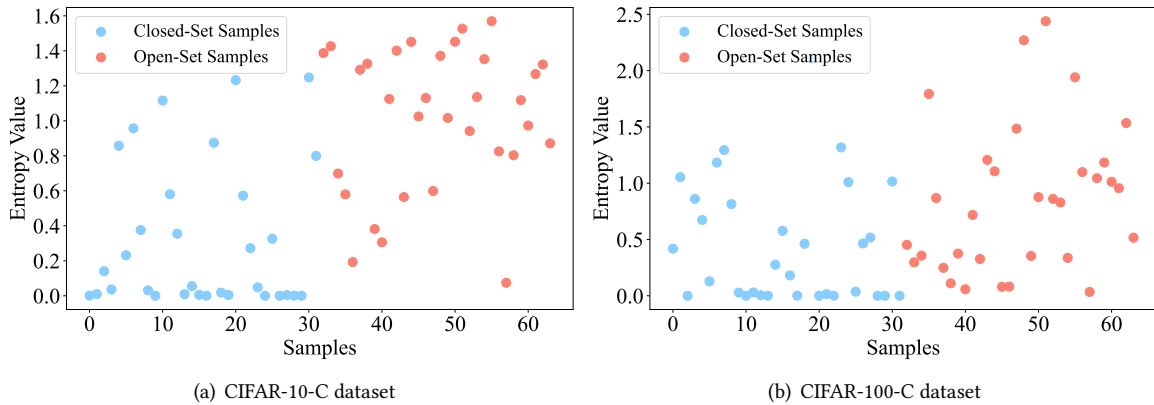 1.6
1.4
1.2
1.0
0.8
0.6
0.4
0.2
0.0
Entropy Value
Closed-Set Samples
Open-Set Samples
0 10 20 30 40 50 60
Samples
(a) CIFAR-10-C dataset
2.5
2.0
1.5
1.0
0.5
0.0
Entropy Value
Closed-Set Samples
Open-Set Samples
0 10 20 30 40 50 60
Samples
(b) CIFAR-100-C dataset